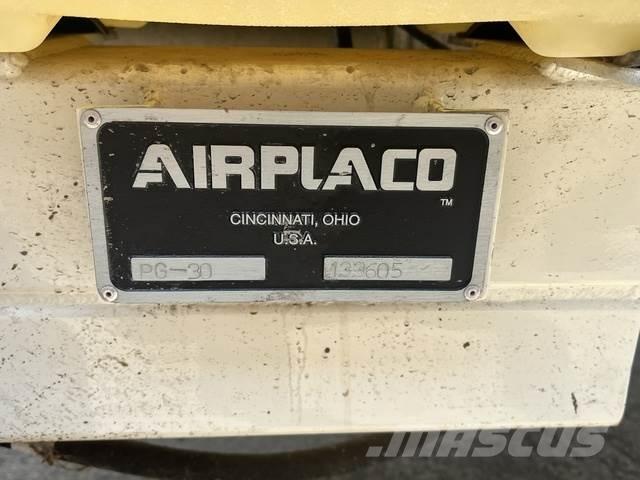 AIRPLACO
TM
CINCINNATI, OHIO
U.S.A.
PG-30 133605
MASCUS